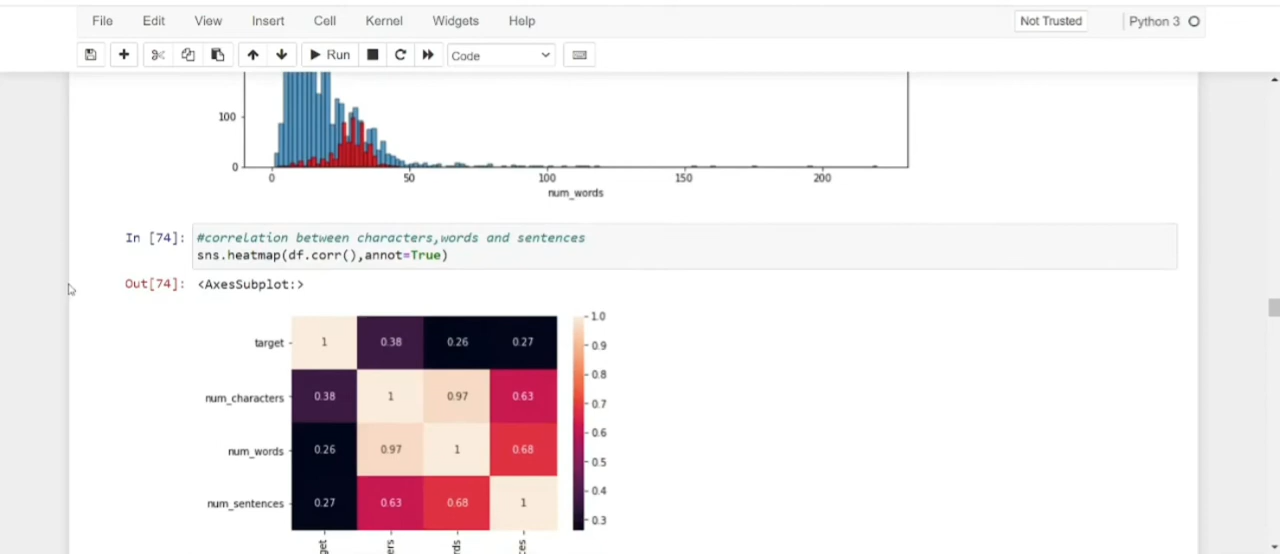 File Edit View Insert Cell Kernel Widgets Help Not Trusted Python 3
Run Code
100
0
0 50 100 150 200
num_words
In [74]: #correlation between characters,words and sentences
sns.heatmap(df.corr(),annot=True)
Out[74]: <AxesSubplot:>
1.0
target 1 0.38 0.26 0.27
0.9
0.8
num_characters 0.38 1 0.97 0.63
0.7
0.6
num_words 0.26 0.97 1 0.68
0.5
0.4
num_sentences 0.27 0.63 0.68 1
0.3